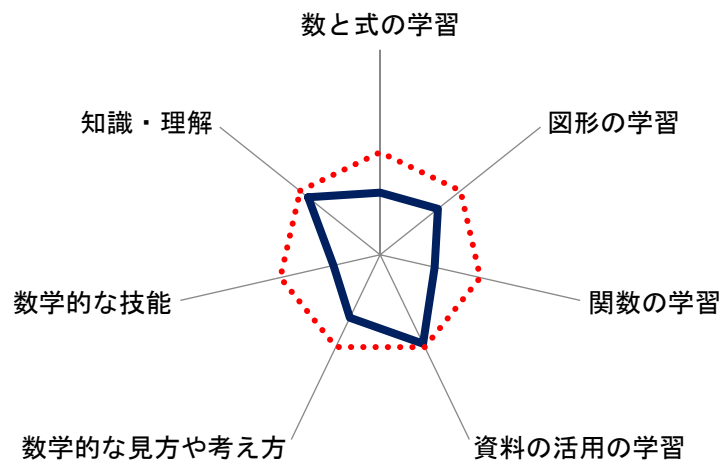 数と式の学習
知識・理解
図形の学習
数学的な技能
関数の学習
数学的な見方や考え方
資料の活用の学習